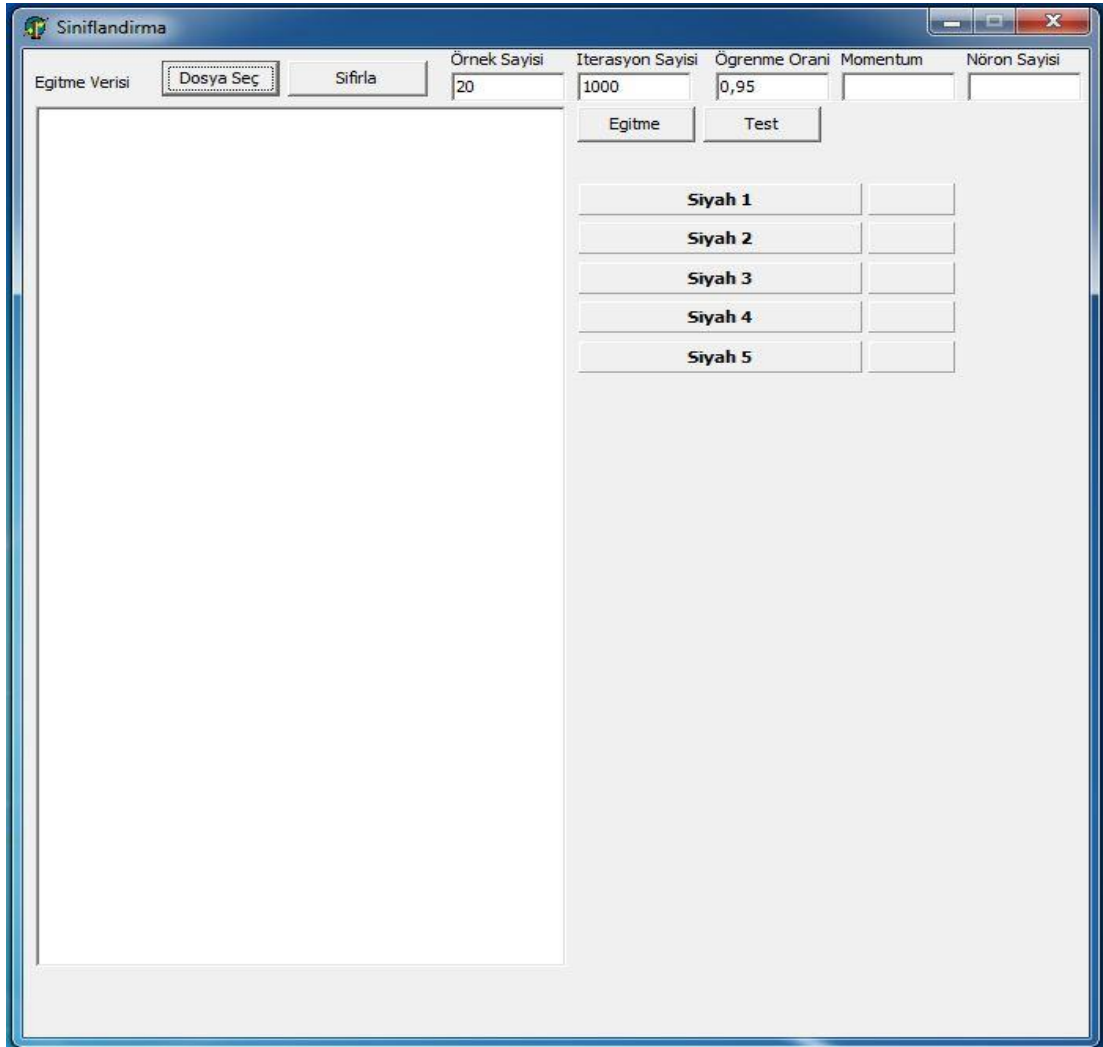 Siniflandirma
Örnek Sayisi Iterasyon Sayisi Ögrenme Orani Momentum Nöron Sayisi
Egitme Verisi Dosya Seç Sifirla 20 1000 0,95
Egitme Test
Siyah 1
Siyah 2
Siyah 3
Siyah 4
Siyah 5